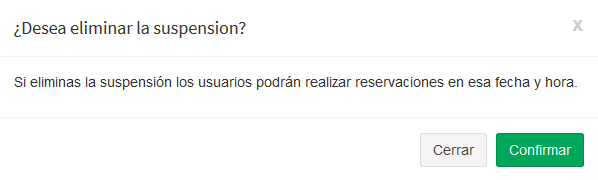 ¿Desea eliminar la suspension?
x
Si eliminas la suspensión los usuarios podrán realizar reservaciones en esa fecha y hora.
Cerrar Confirmar